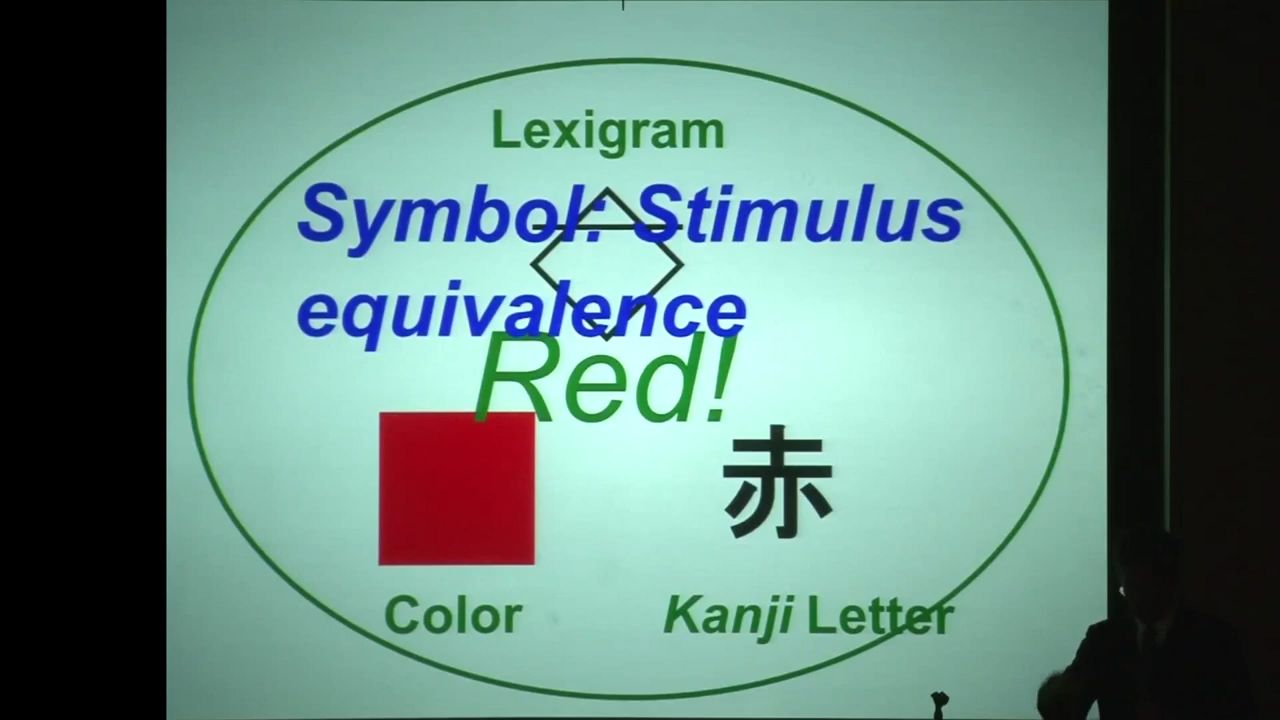 Lexigram
Symbol: Stimulus
equivalence
Red!
赤
Color
Kanji Letter